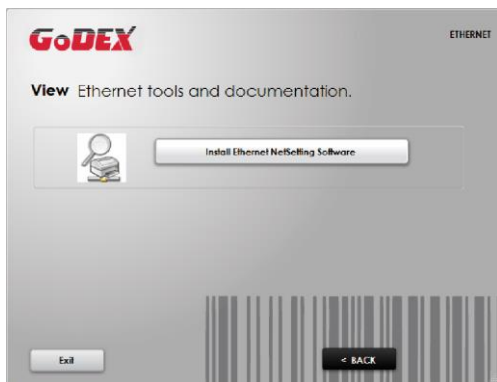 GoDEX
ETHERNET
View Ethernet tools and documentation.
Install Ethernet NetSetting Software
Exit
< BACK